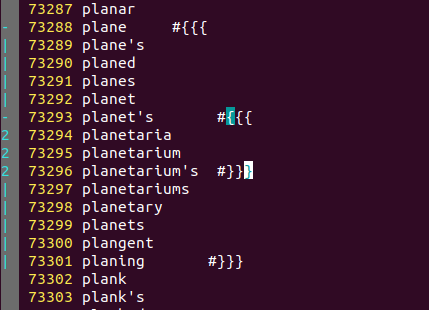 73287 planar
- 73288 plane #{{{
| 73289 plane's
| 73290 planed
| 73291 planes
| 73292 planet
- 73293 planet's #{{{
2 73294 planetaria
2 73295 planetarium
2 73296 planetarium's #}}}
| 73297 planetariums
| 73298 planetary
| 73299 planets
| 73300 plangent
| 73301 planing #}}}
73302 plank
73303 plank's